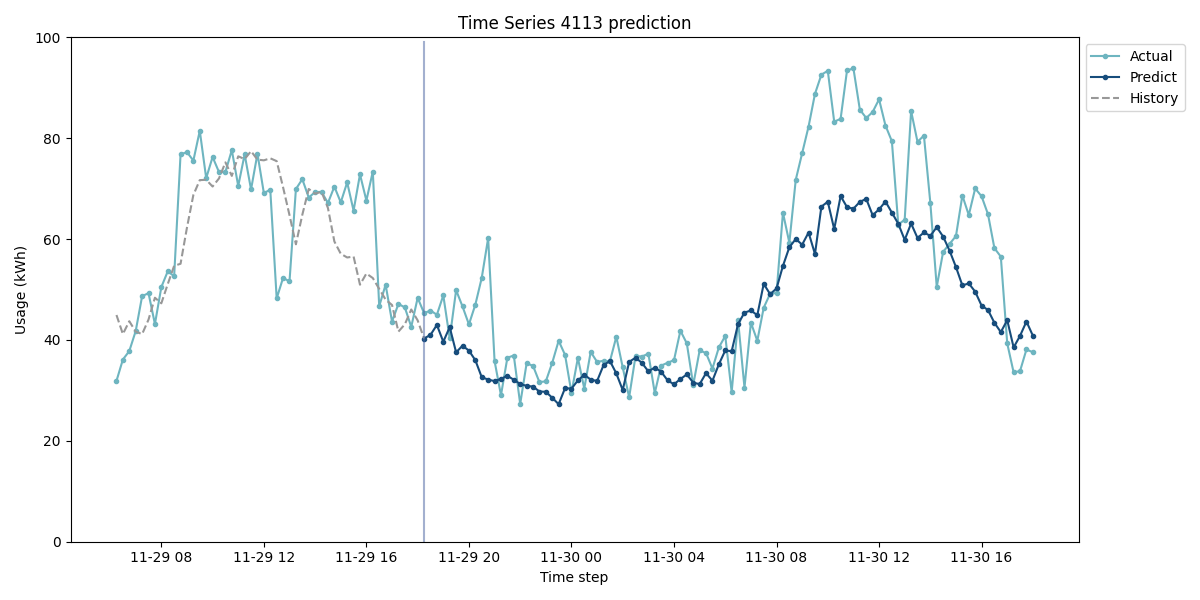 Time Series 4113 prediction
100
80
60
40
20
0
Usage (kWh)
11-29 08
11-29 12
11-29 16
11-29 20
11-30 00
11-30 04
11-30 08
11-30 12
11-30 16
Time step
Actual
Predict
History